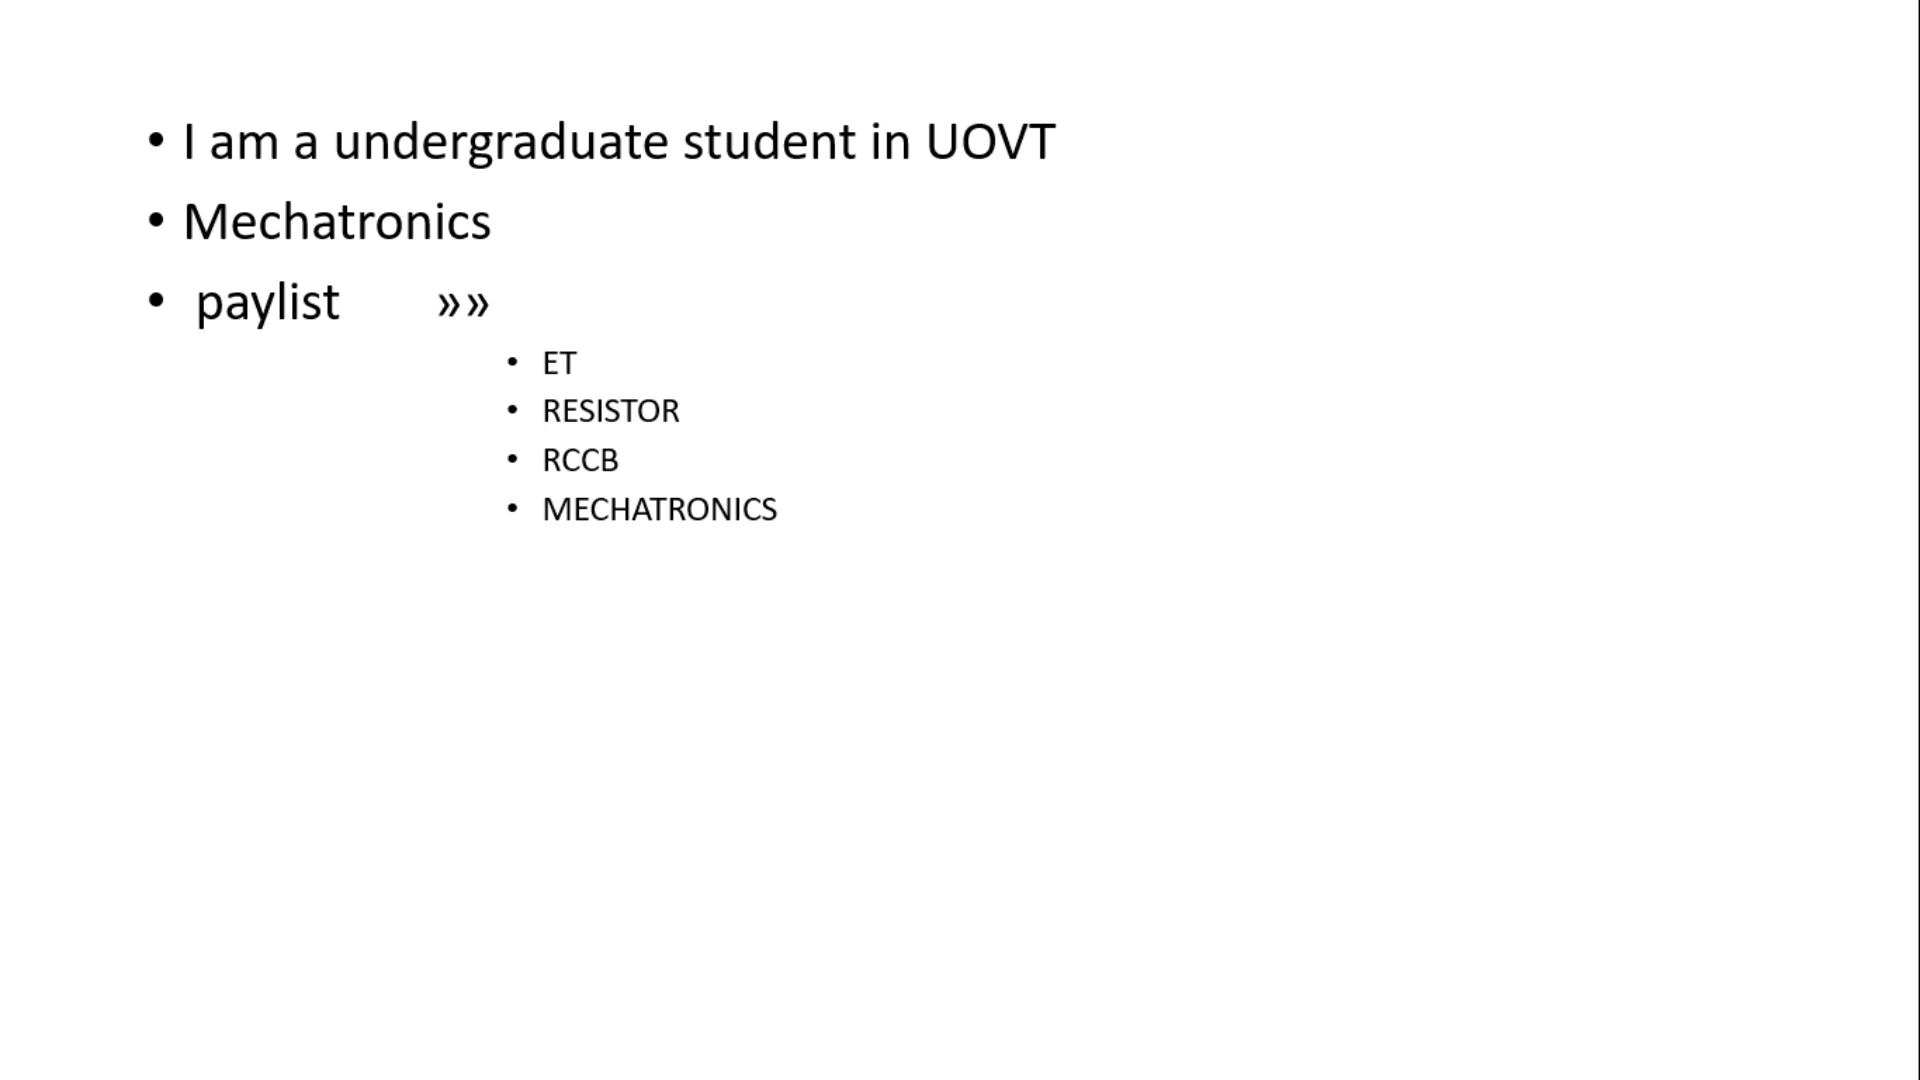 • I am a undergraduate student in UOVT
• Mechatronics
• paylist »»
• ET
• RESISTOR
• RCCB
• MECHATRONICS